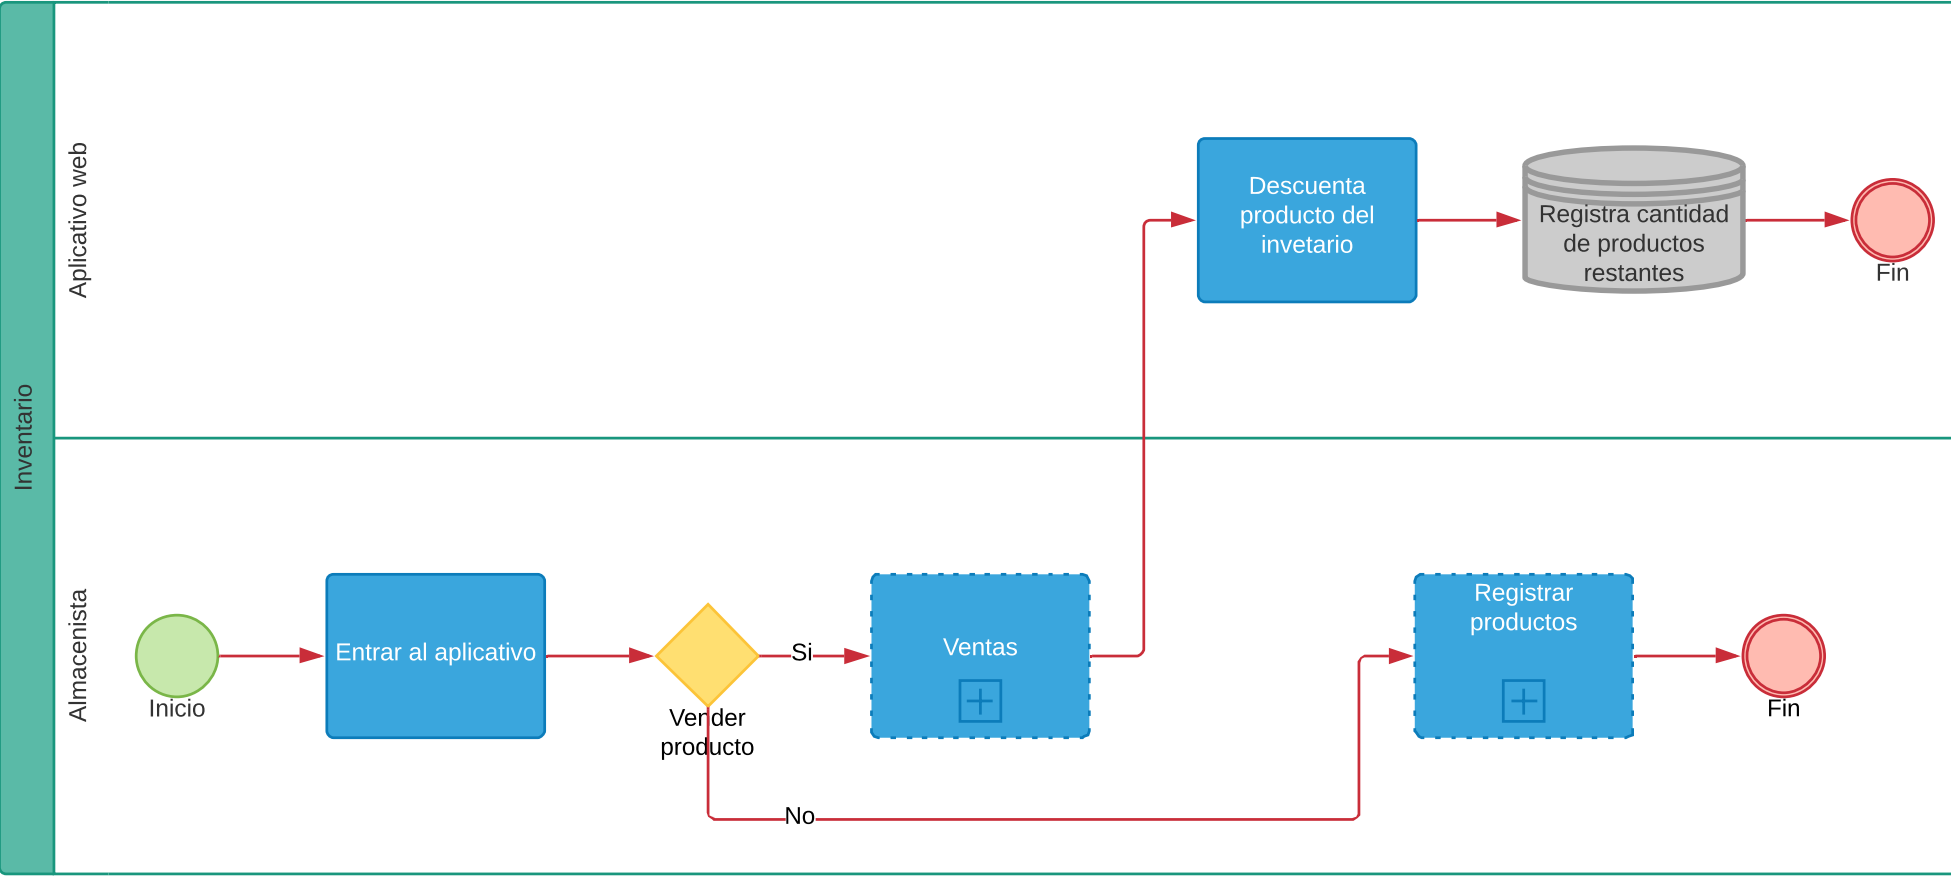 Inventario
Aplicativo web
Descuenta
producto del
invetario
Registra cantidad
de productos
restantes
Fin
Almacenista
Inicio
Entrar al aplicativo
Vender
producto
Si
No
Ventas
Registrar
productos
Fin